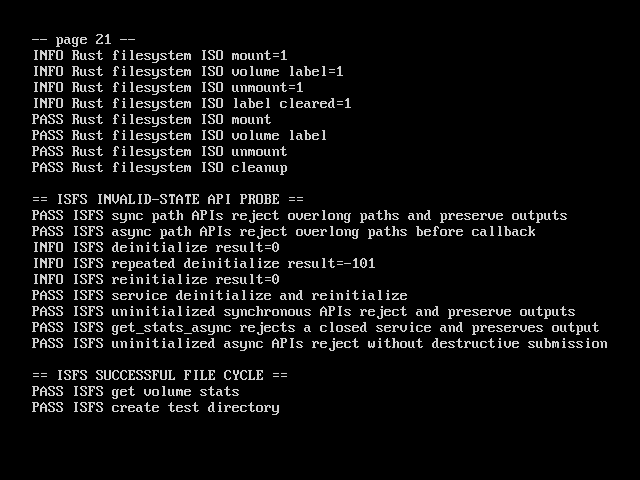 -- page 21 --
INFO Rust filesystem ISO mount=1
INFO Rust filesystem ISO volume label=1
INFO Rust filesystem ISO unmount=1
INFO Rust filesystem ISO label cleared=1
PASS Rust filesystem ISO mount
PASS Rust filesystem ISO volume label
PASS Rust filesystem ISO unmount
PASS Rust filesystem ISO cleanup
== ISFS INVALID-STATE API PROBE ==
PASS ISFS sync path APIs reject overlong paths and preserve outputs
PASS ISFS async path APIs reject overlong paths before callback
INFO ISFS deinitialize result=0
INFO ISFS repeated deinitialize result=-101
INFO ISFS reinitialize result=0
PASS ISFS service deinitialize and reinitialize
PASS ISFS uninitialized synchronous APIs reject and preserve outputs
PASS ISFS get_stats_async rejects a closed service and preserves output
PASS ISFS uninitialized async APIs reject without destructive submission
== ISFS SUCCESSFUL FILE CYCLE ==
PASS ISFS get volume stats
PASS ISFS create test directory